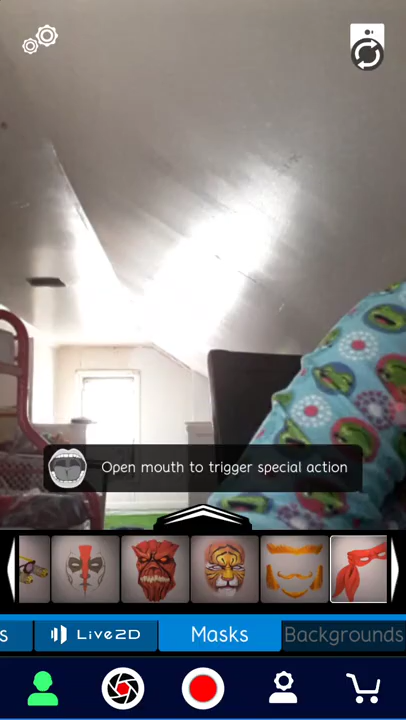 Open mouth to trigger special action
s
Live2D
Masks
Backgrounds